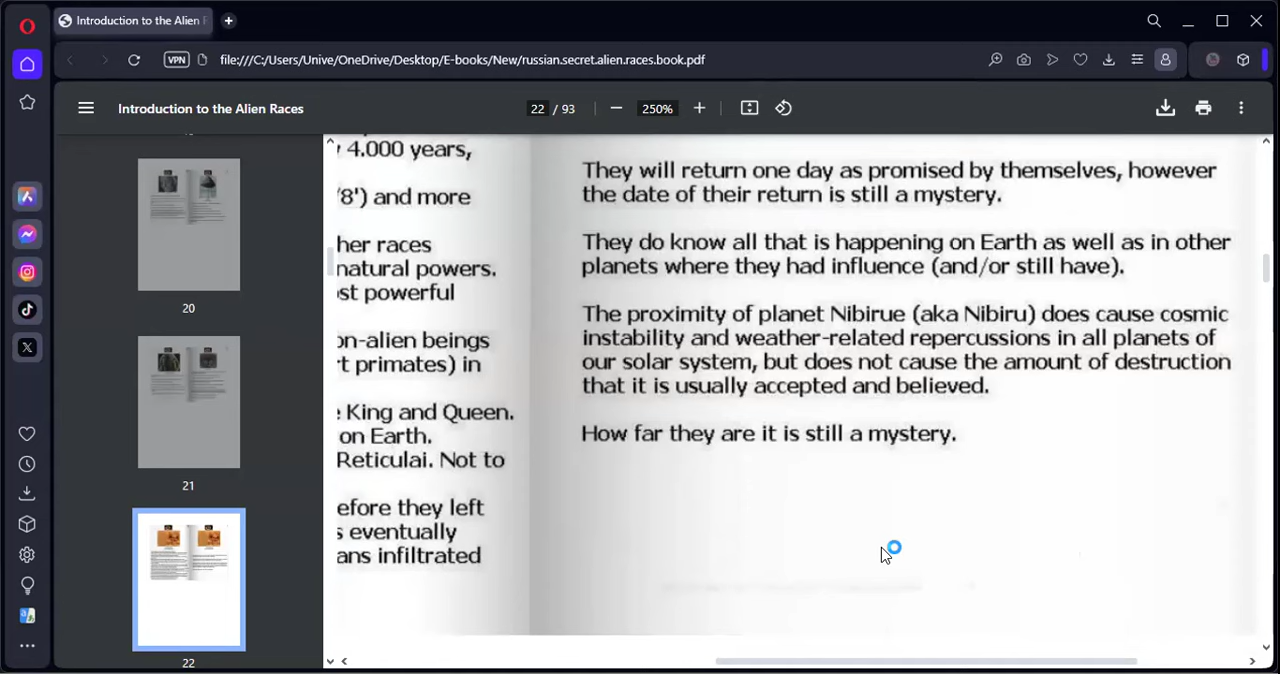 Introduction to the Alien R
VPN
file:///C:/Users/Unive/OneDrive/Desktop/E-books/New/russian.secret.alien.races.book.pdf
Introduction to the Alien Races
22 / 93
250%
20
21
22
4.000 years,
/8') and more
her races
natural powers.
ost powerful
on-alien beings
rt primates) in
King and Queen.
on Earth.
Reticulai. Not to
efore they left
s eventually
ans infiltrated
They will return one day as promised by themselves, however
the date of their return is still a mystery.
They do know all that is happening on Earth as well as in other
planets where they had influence (and/or still have).
The proximity of planet Nibirue (aka Nibiru) does cause cosmic
instability and weather-related repercussions in all planets of
our solar system, but does not cause the amount of destruction
that it is usually accepted and believed.
How far they are it is still a mystery.